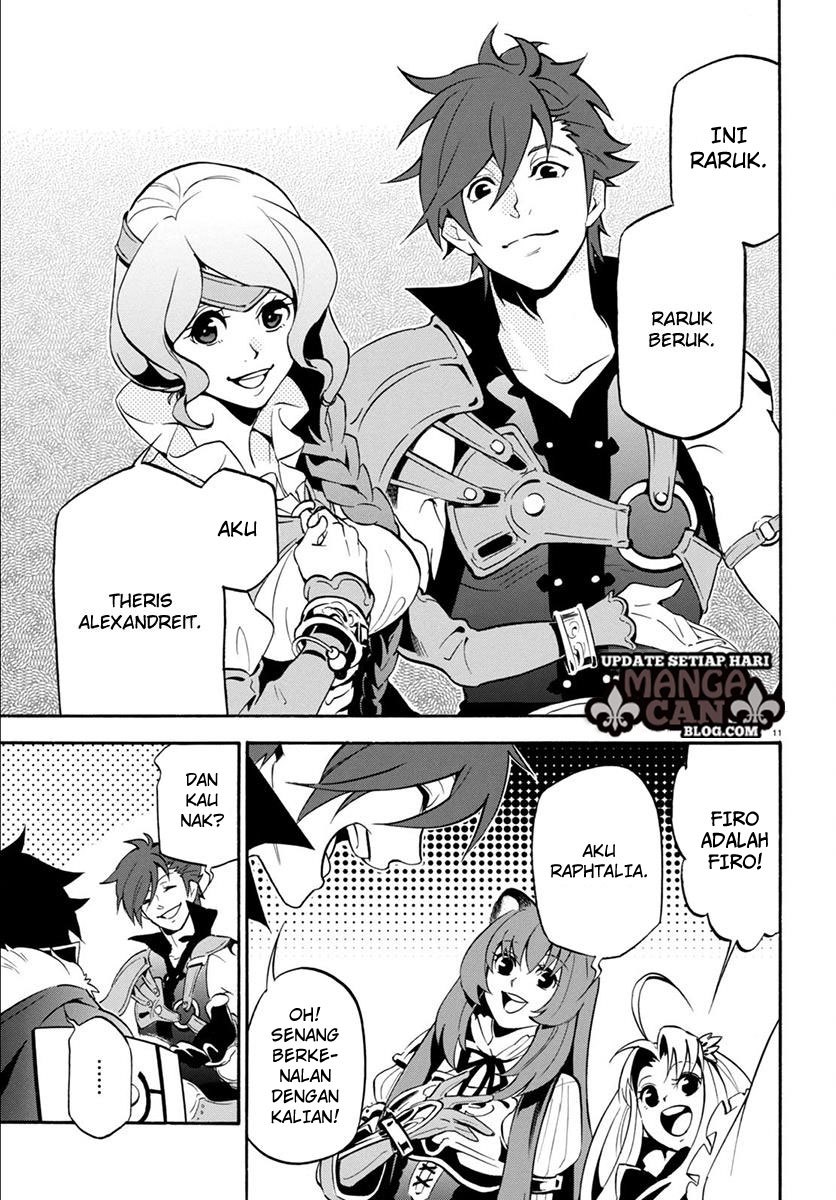 INI
RARUK.
RARUK
BERUK.
AKU
THERIS
ALEXANDREIT.
UPDATE SETIAP HARI
MANGA
CAN
BLOG.COM
11
FIRO
ADALAH
FIRO!
AKU
RAPHTALIA.
OH!
SENANG
BERKE-
NALAN
DENGAN
KALIAN!
DAN
KAU
NAK?
......